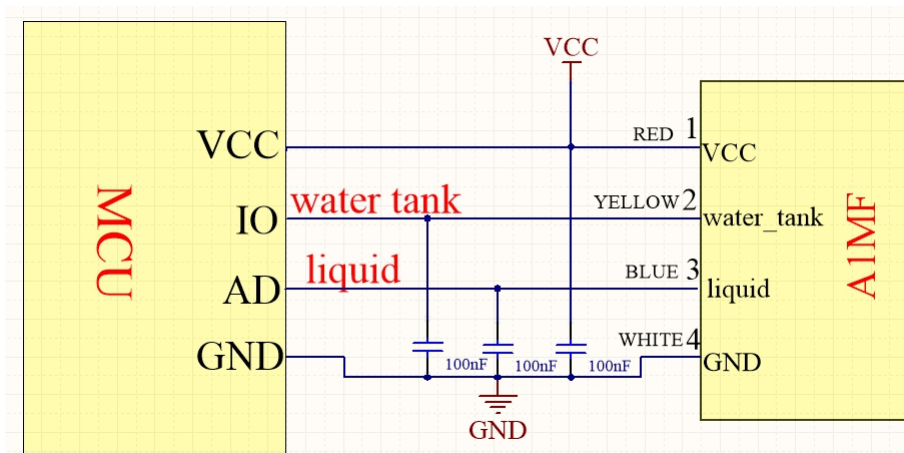 VCC
RED 1
VCC
VCC
IO
water tank
YELLOW 2
water_tank
MCU
A1MF
AD
liquid
BLUE 3
liquid
GND
WHITE 4
GND
100nF
100nF
100nF
GND